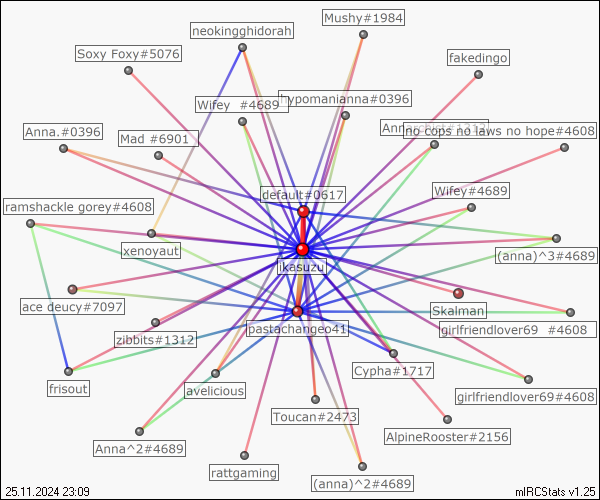 Mushy#1984
neokingghidorah
Soxy Foxy#5076
fakedingo
Wifey  #4689
hypomanianna#0396
Anna.#0396
Mad  #6901
no cops no laws no hope#4608
default#0617
Wifey#4689
ramshackle gorey#4608
xenoyaut
(anna)^3#4689
ikasuzu
ace deucy#7097
Skalman
pastachangeo41
girlfriendlover69  #4608
zibbits#1312
Cypha#1717
frisout
avelicious
girlfriendlover69#4608
Toucan#2473
AlpineRooster#2156
Anna^2#4689
rattgaming
(anna)^2#4689
25.11.2024 23:09
mIRCStats v1.25